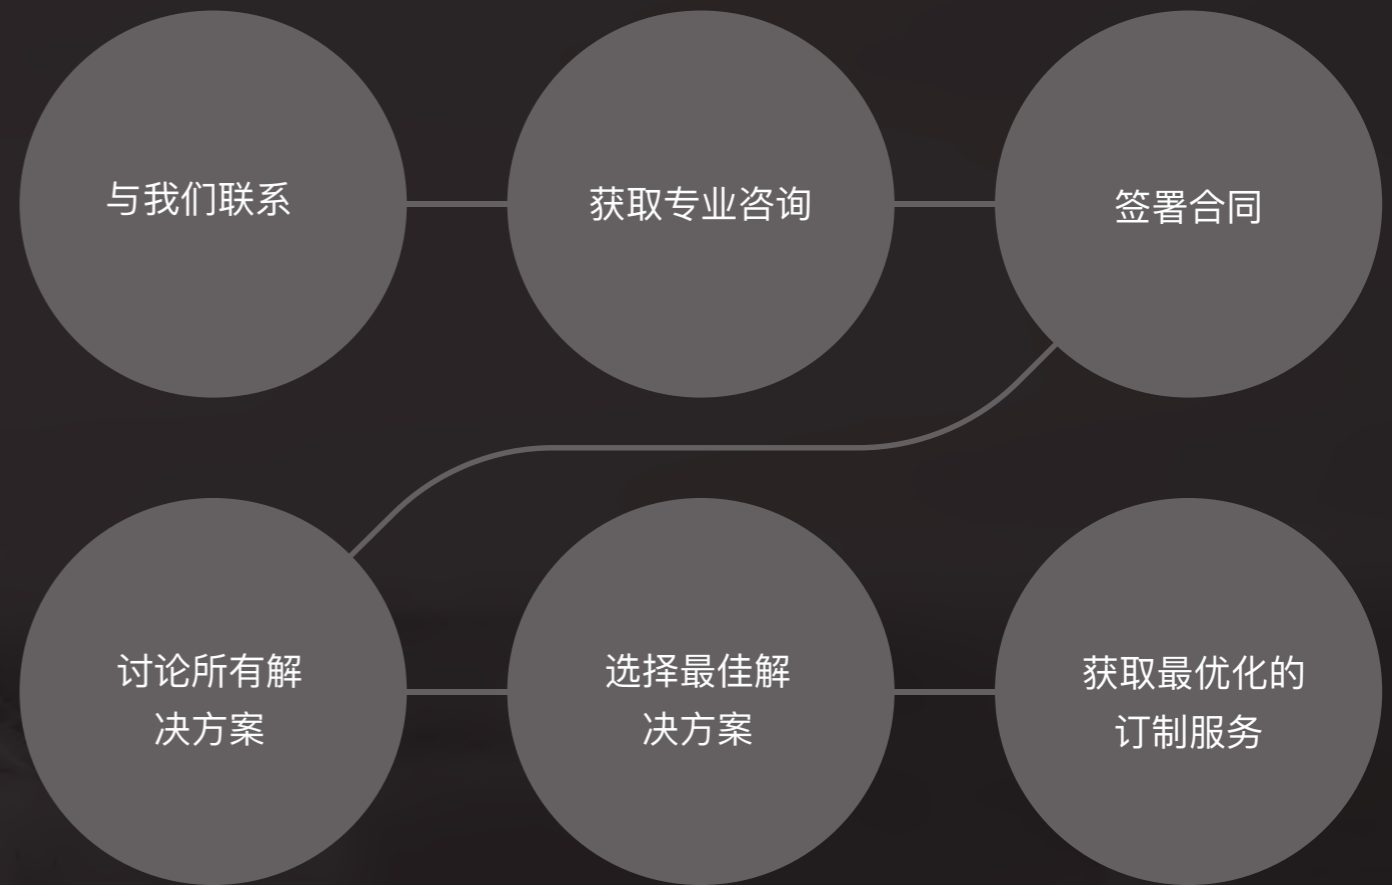 与我们联系
获取专业咨询
签署合同
讨论所有解
决方案
选择最佳解
决方案
获取最优化的
订制服务